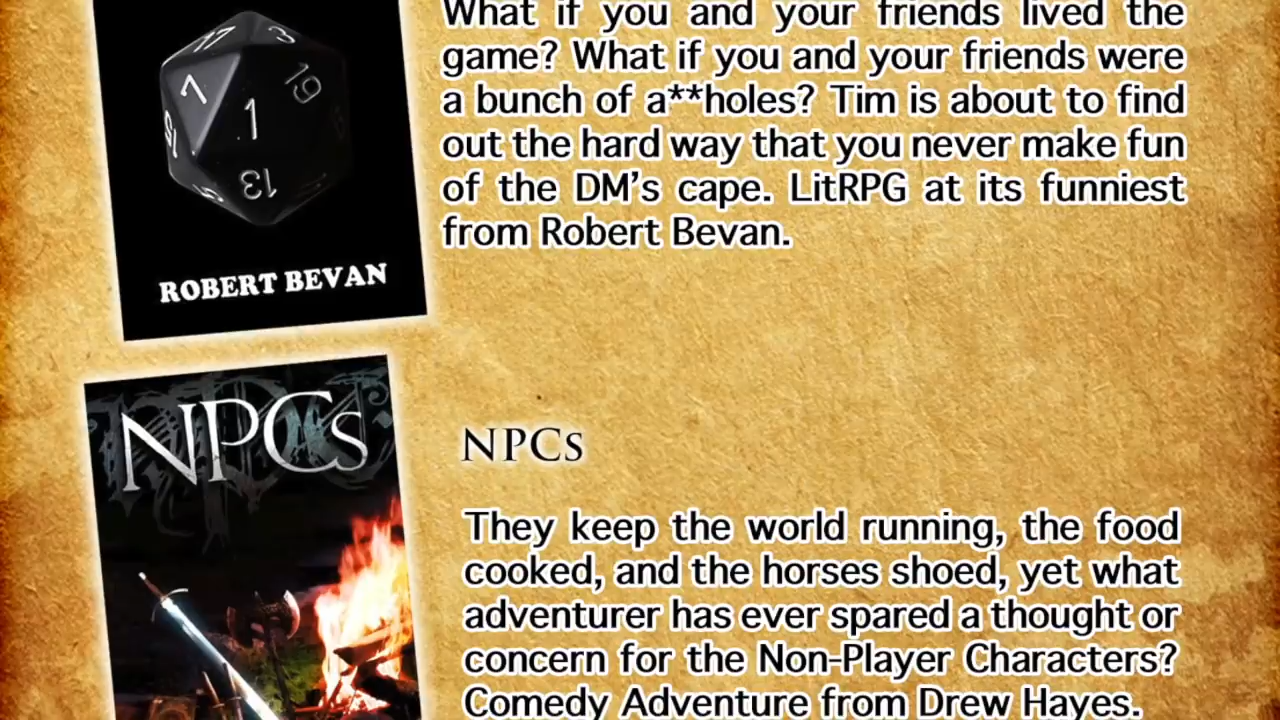 17
3
7
19
1
13
ROBERT BEVAN
What if you and your friends lived the
game? What if you and your friends were
a bunch of a**holes? Tim is about to find
out the hard way that you never make fun
of the DM's cape. LitRPG at its funniest
from Robert Bevan.
NPCs
NPCs
They keep the world running, the food
cooked, and the horses shoed, yet what
adventurer has ever spared a thought or
concern for the Non-Player Characters?
Comedy Adventure from Drew Hayes.